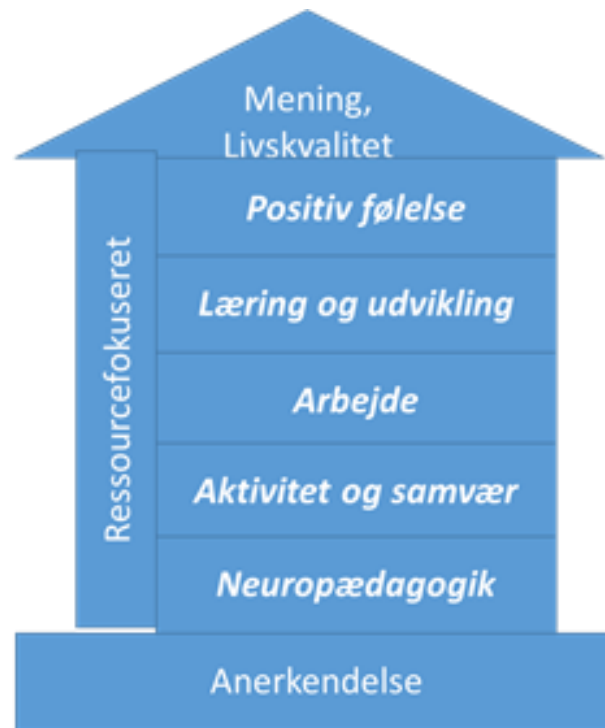 Mening,
Livskvalitet
Ressourcefokuseret
Positiv følelse
Læring og udvikling
Arbejde
Aktivitet og samvær
Neuropædagogik
Anerkendelse